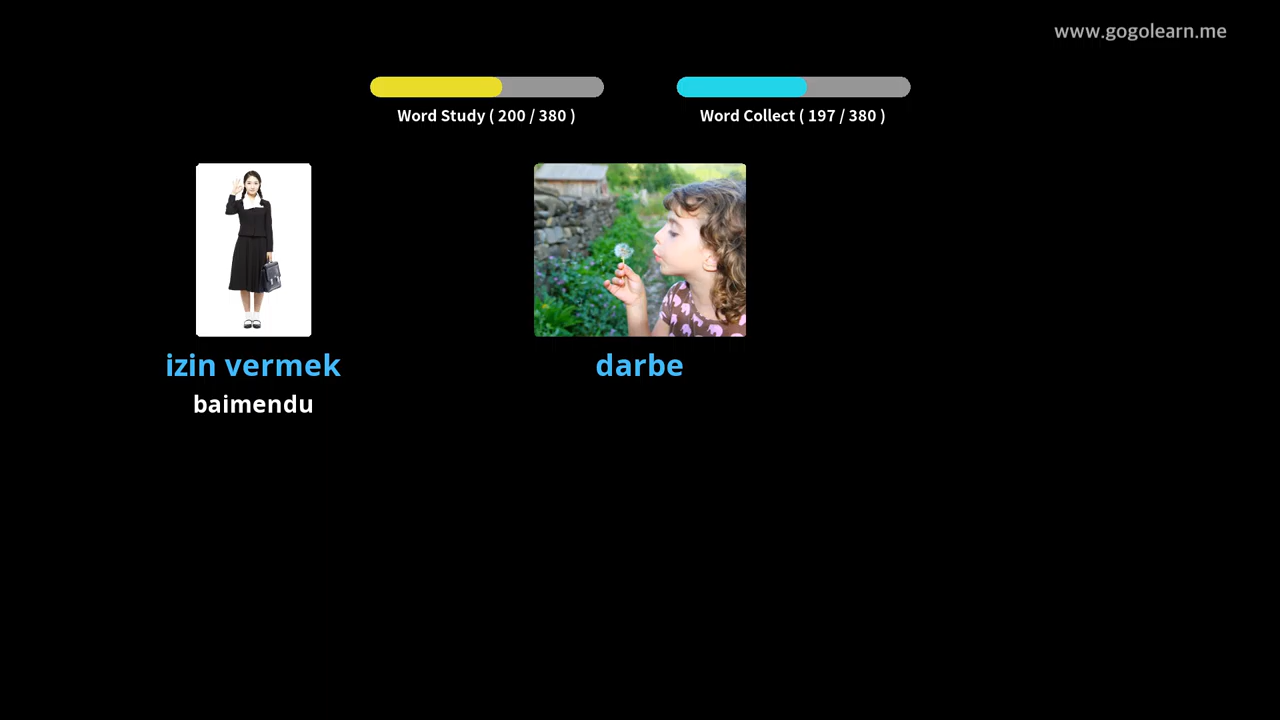 www.gogolearn.me
Word Study ( 200 / 380 )
Word Collect ( 197 / 380 )
izin vermek
baimendu
darbe